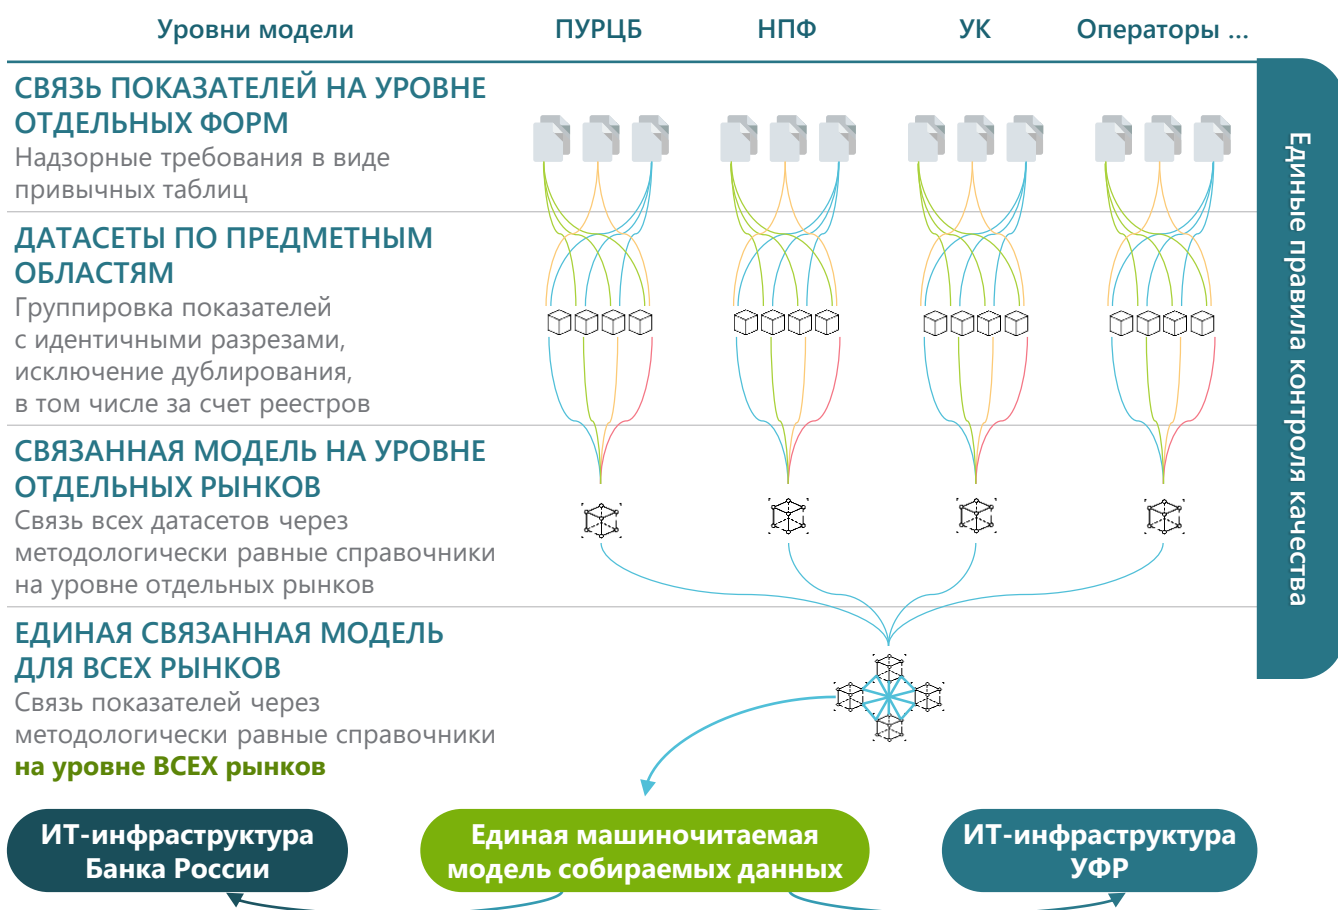 Уровни модели
ПУРЦБ
НПФ
УК
Операторы ...
СВЯЗЬ ПОКАЗАТЕЛЕЙ НА УРОВНЕ
ОТДЕЛЬНЫХ ФОРМ
Надзорные требования в виде
привычных таблиц
ДАТАСЕТЫ ПО ПРЕДМЕТНЫМ
ОБЛАСТЯМ
Группировка показателей
с идентичными разрезами,
исключение дублирования,
в том числе за счет реестров
СВЯЗАННАЯ МОДЕЛЬ НА УРОВНЕ
ОТДЕЛЬНЫХ РЫНКОВ
Связь всех датасетов через
методологически равные справочники
на уровне отдельных рынков
ЕДИНАЯ СВЯЗАННАЯ МОДЕЛЬ
ДЛЯ ВСЕХ РЫНКОВ
Связь показателей через
методологически равные справочники
на уровне ВСЕХ рынков
Единые правила контроля качества
ИТ-инфраструктура
Банка России
Единая машиночитаемая
модель собираемых данных
ИТ-инфраструктура
УФР